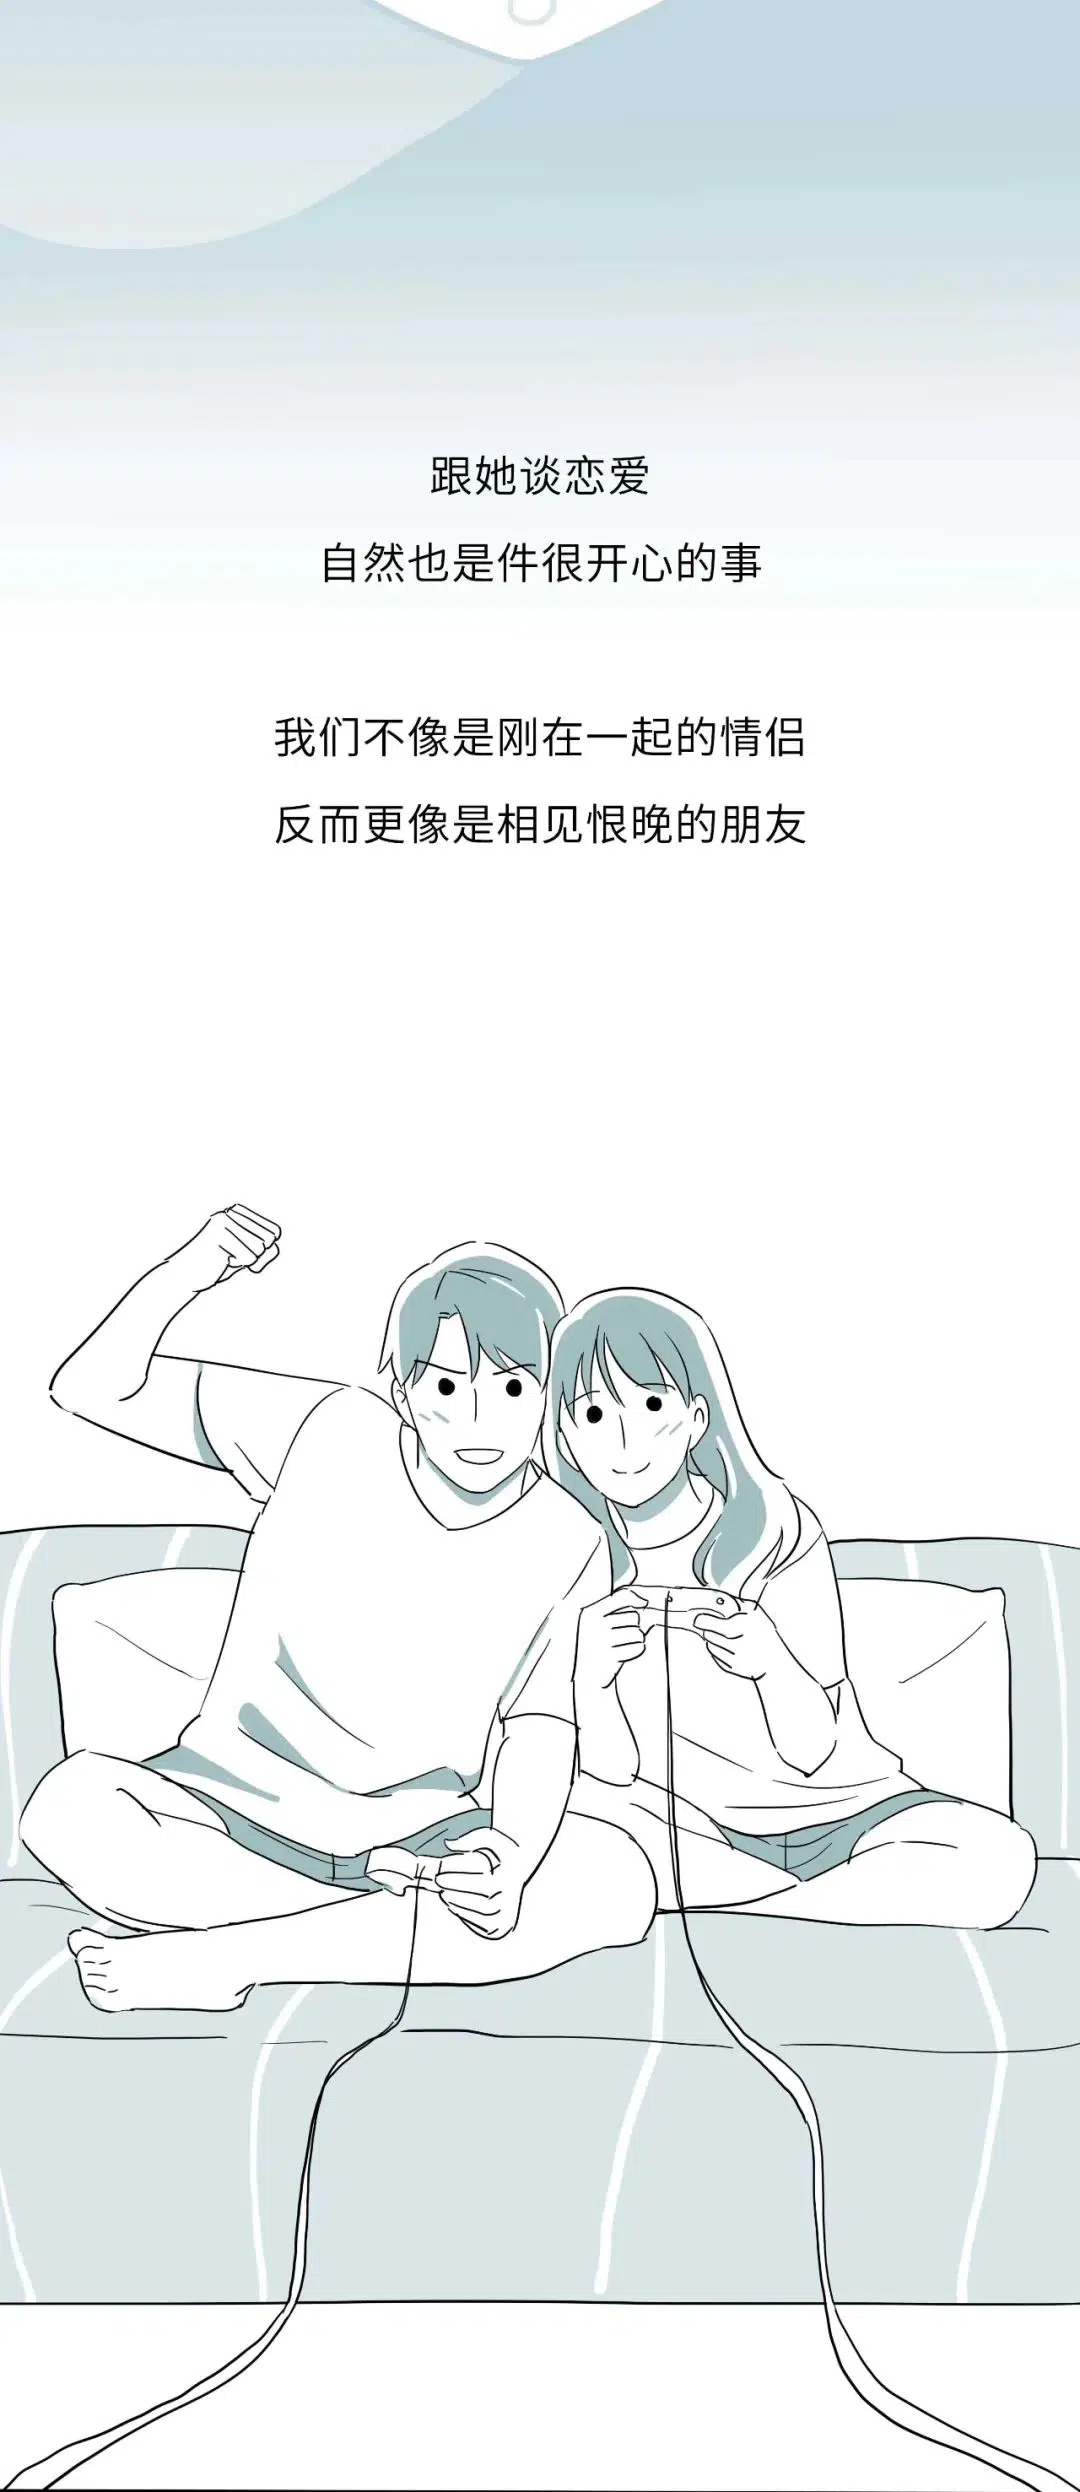 跟她谈恋爱
自然也是件很开心的事
我们不像是刚在一起的情侣
反而更像是相见恨晚的朋友